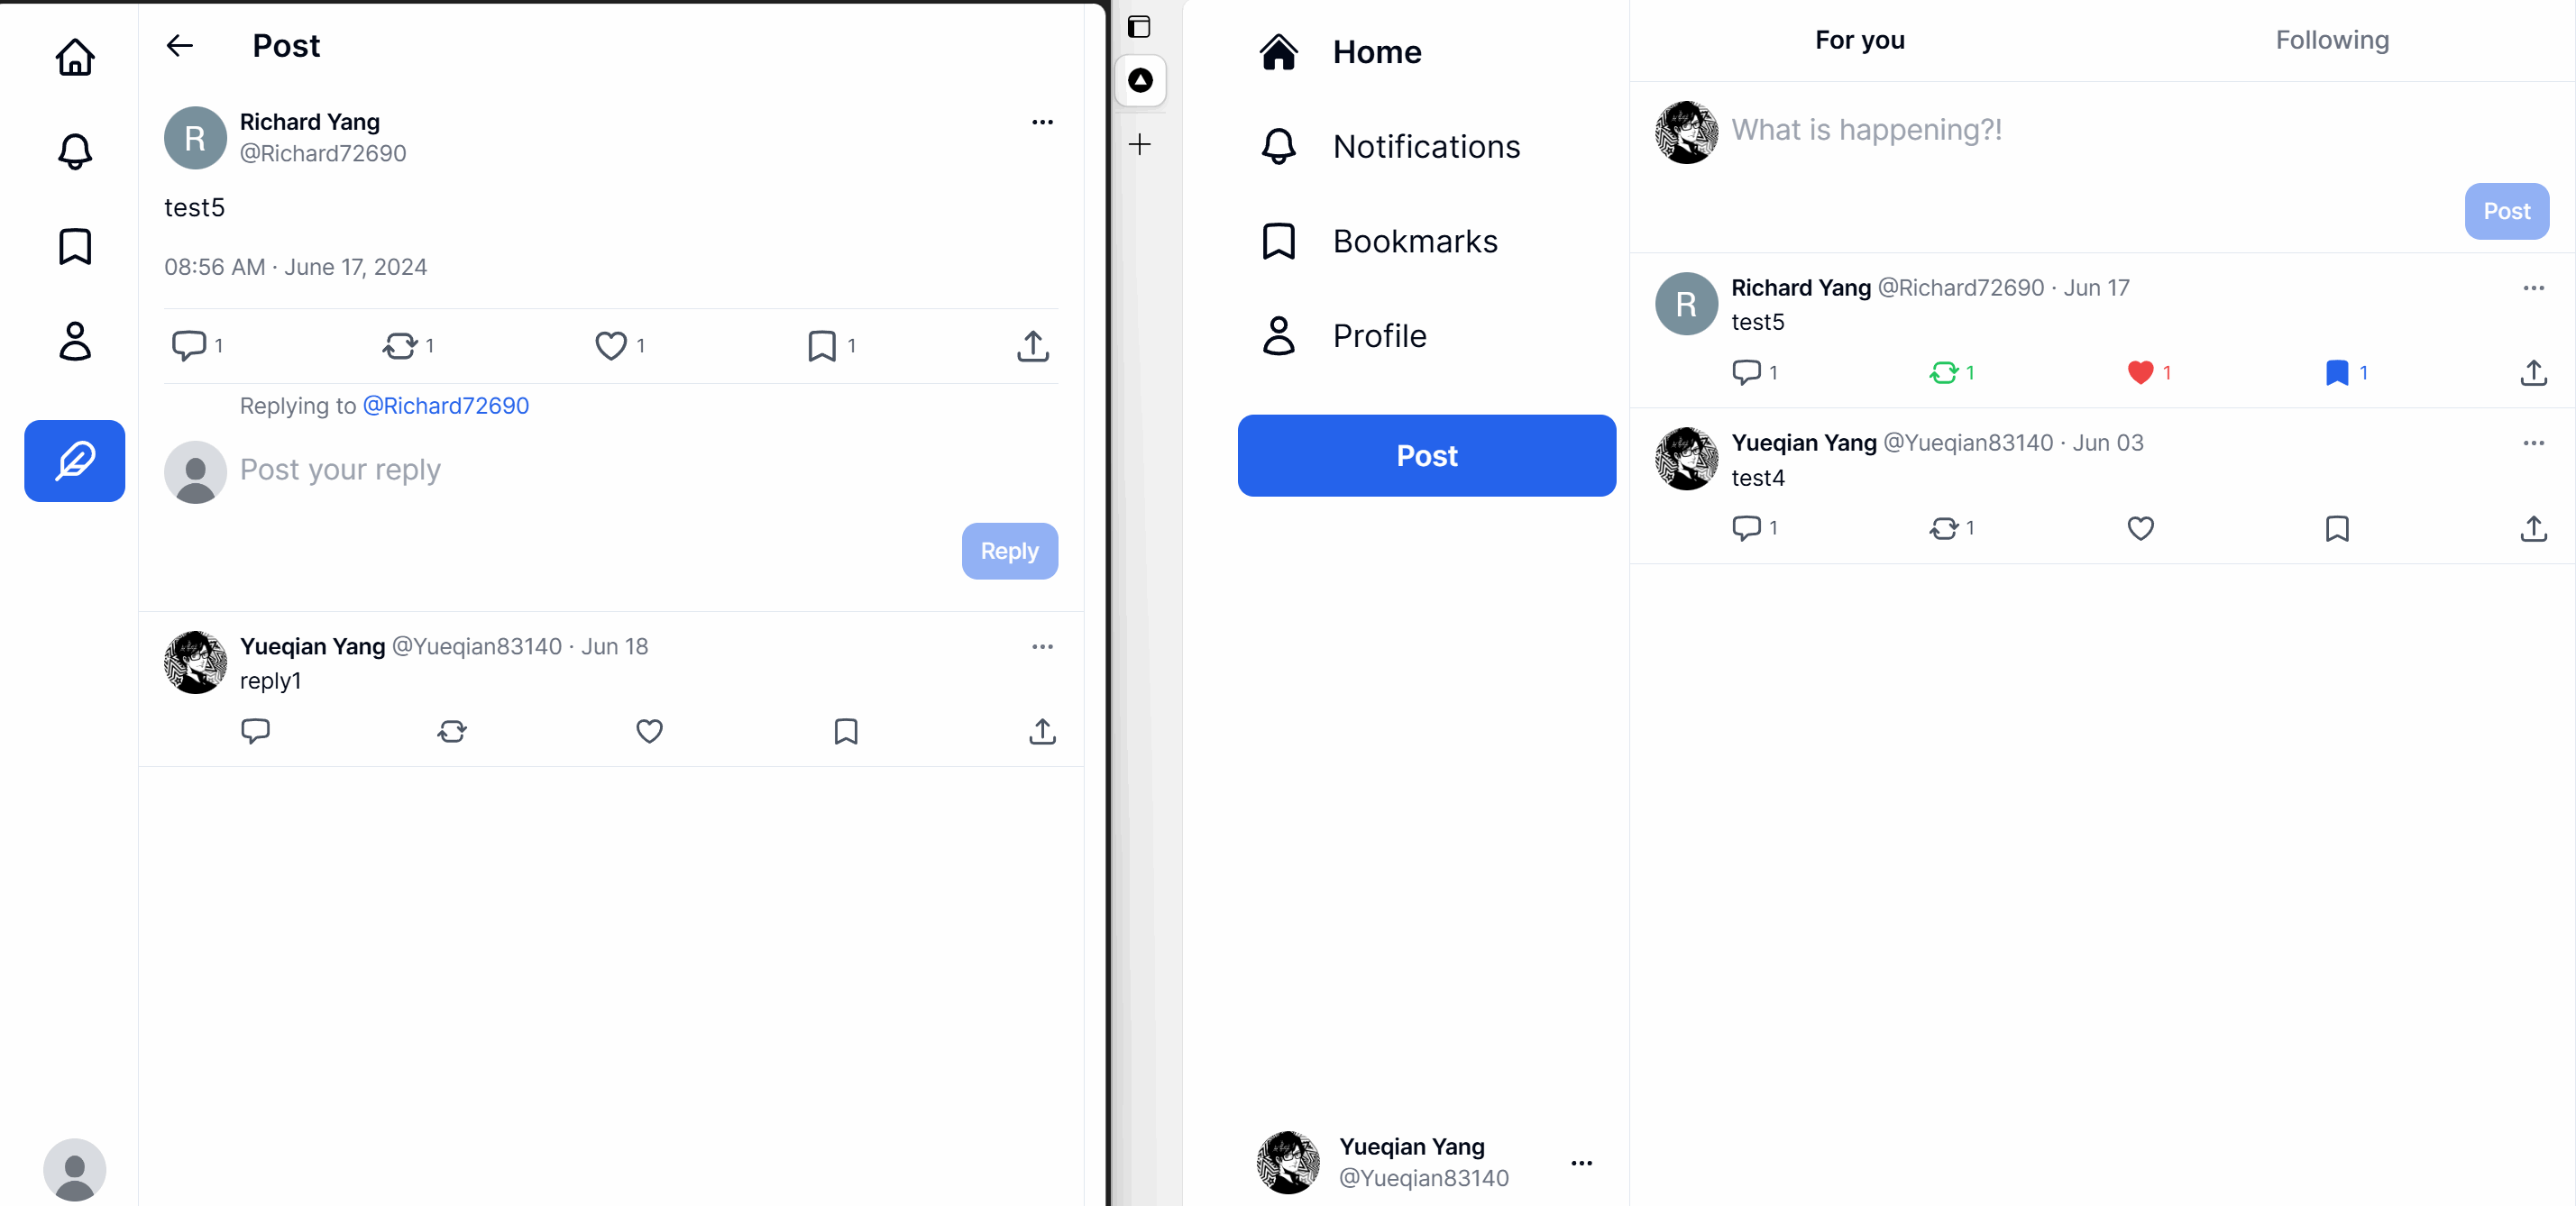 Post
R
Richard Yang
@Richard72690
test5
08:56 AM · June 17, 2024
1 1 1 1
Replying to @Richard72690
Post your reply
Reply
Yueqian Yang @Yueqian83140 · Jun 18
reply1
Home
Notifications
Bookmarks
Profile
Post
Yueqian Yang
@Yueqian83140
For you Following
What is happening?!
Post
R
Richard Yang @Richard72690 · Jun 17
test5
1 1 1 1
Yueqian Yang @Yueqian83140 · Jun 03
test4
1 1